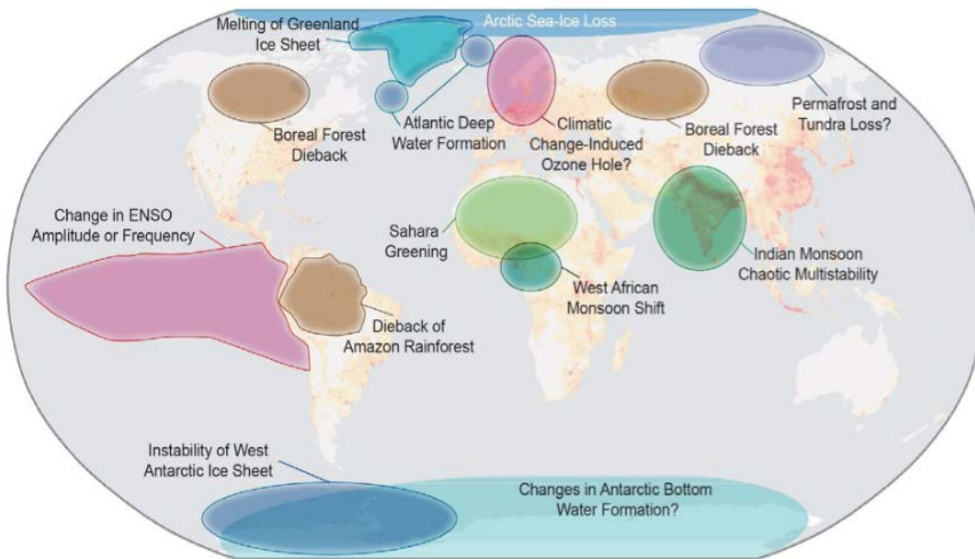 Melting of Greenland
Ice Sheet
Arctic Sea-Ice Loss
Boreal Forest
Dieback
Atlantic Deep
Water Formation
Climatic
Change-Induced
Ozone Hole?
Boreal Forest
Dieback
Permafrost and
Tundra Loss?
Change in ENSO
Amplitude or Frequency
Sahara
Greening
Indian Monsoon
Chaotic Multistability
West African
Monsoon Shift
Dieback of
Amazon Rainforest
Instability of West
Antarctic Ice Sheet
Changes in Antarctic Bottom
Water Formation?